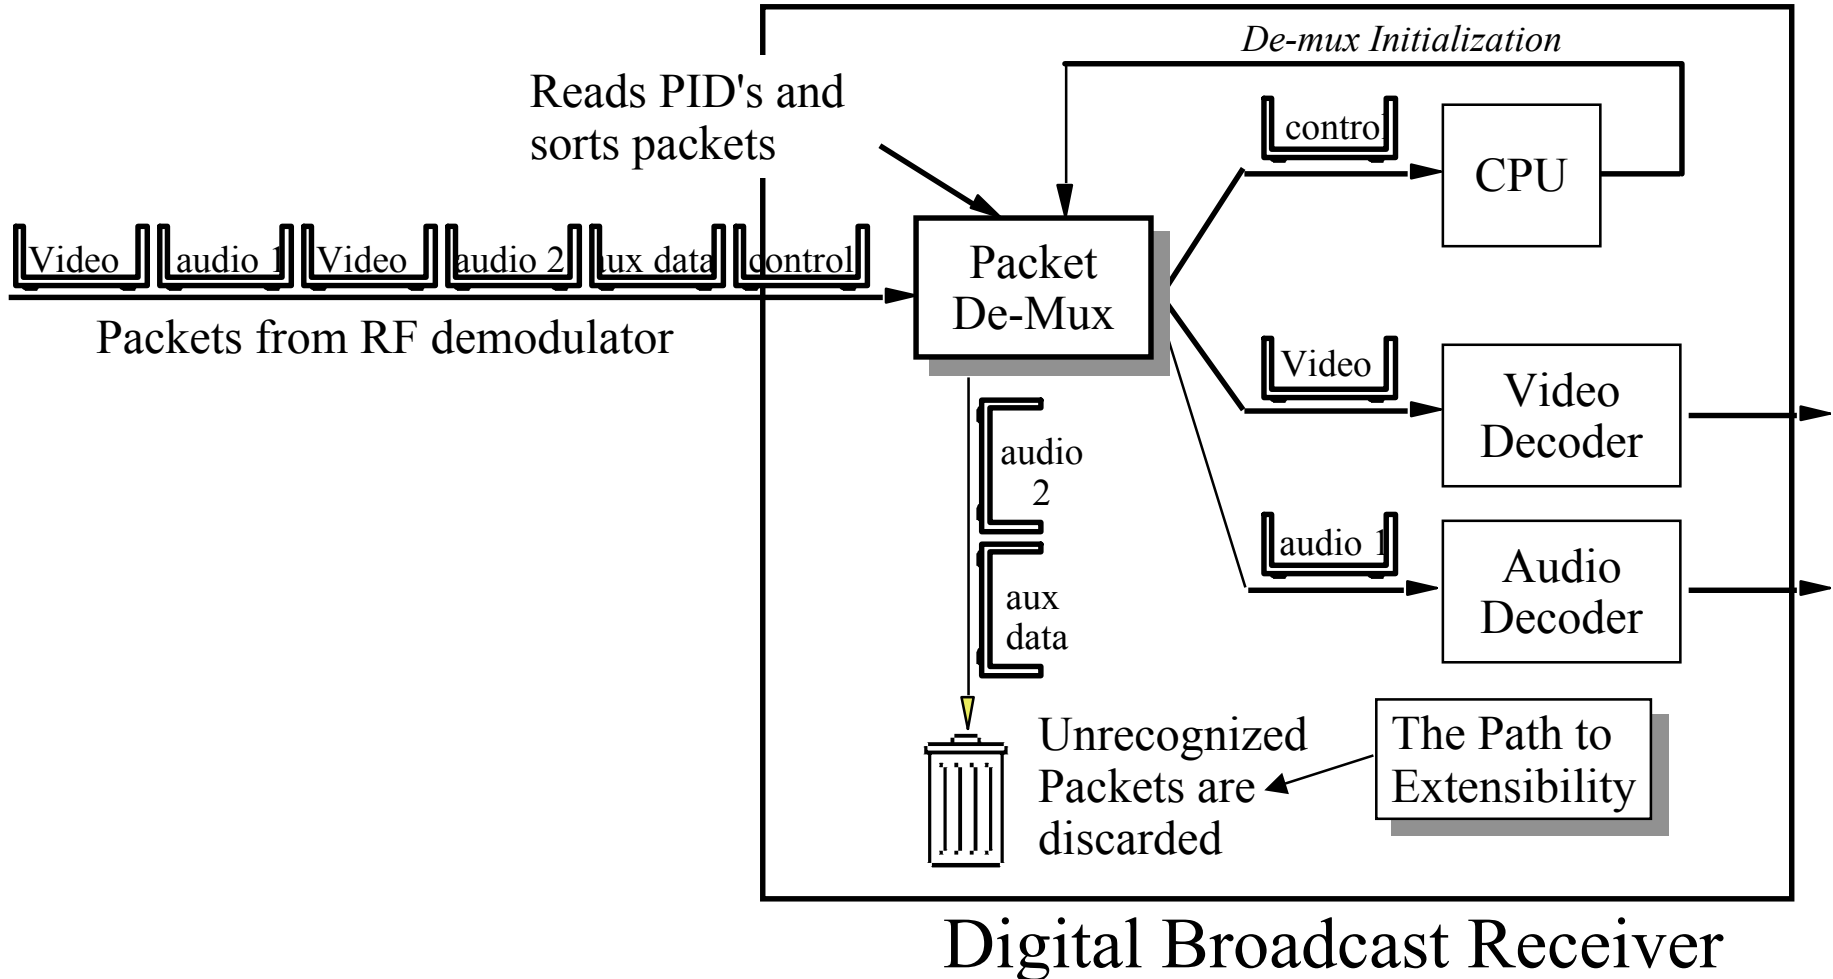 De-mux Initialization
Reads PID's and
sorts packets
control
CPU
Video
audio 1
Video
audio 2
aux data
control
Packet
De-Mux
Packets from RF demodulator
Video
Video
Decoder
audio
2
audio 1
Audio
Decoder
aux
data
Unrecognized
Packets are
discarded
The Path to
Extensibility
Digital Broadcast Receiver